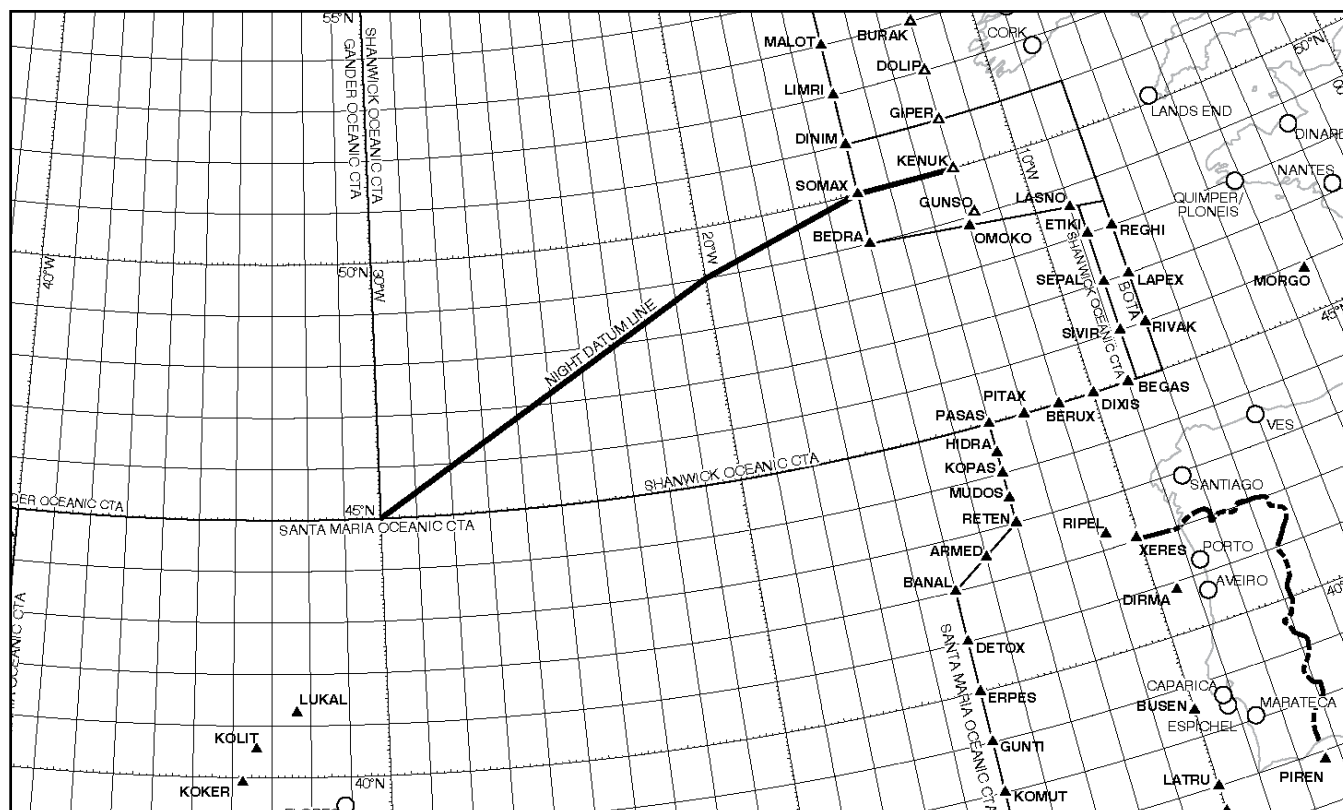 55°N
SHANWICK OCEANIC CTA
GANDER OCEANIC CTA
MALOT
BURAK
CORK
50°N
DOLIP
LIMRI
LANDS END
GIPER
DINARD
DINIM
KENUK
10°W
NANTES
SOMAX
LASNO
QUIMPER/
PLONEIS
GUNSO
BEDRA
OMOKO
ETIKI
REGHI
40°W
50°N
30°W
20°W
SHANWICK OCEANIC CTA
SEPAL
LAPEX
MORGO
BOTA
NIGHT DATUM LINE
SIVIR
RIVAK
45°N
BEGAS
PITAX
DIXIS
PASAS
BERUX
VES
HIDRA
SHANWICK OCEANIC CTA
KOPAS
SANTIAGO
MUDOS
DER OCEANIC CTA
45°N
SANTA MARIA OCEANIC CTA
RETEN
RIPEL
XERES
PORTO
ARMED
AVEIRO
BANAL
DIRMA
OCEANIC CTA
SANTA MARIA OCEANIC CTA
DETOX
LUKAL
ERPES
CAPARICA
BUSEN
MARATECA
ESPICHEL
KOLIT
GUNTI
KOKER
40°N
KOMUT
LATRU
PIREN